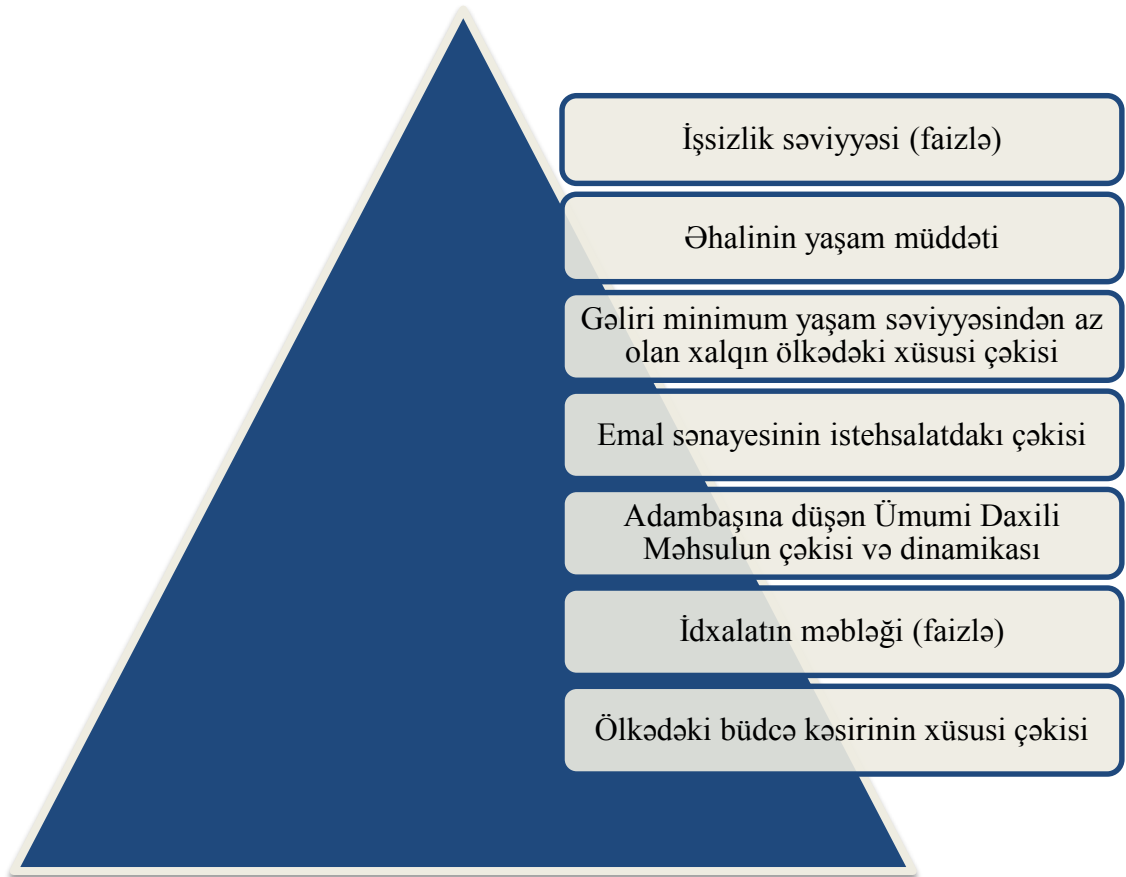 İşsizlik səviyyəsi (faizlə)
Əhalinin yaşam müddəti
Gəliri minimum yaşam səviyyəsindən az
olan xalqın ölkədəki xüsusi çəkisi
Emal sənayesinin istehsalatdakı çəkisi
Adambaşına düşən Ümumi Daxili
Məhsulun çəkisi və dinamikası
İdxalatın məbləği (faizlə)
Ölkədəki büdcə kəsirinin xüsusi çəkisi